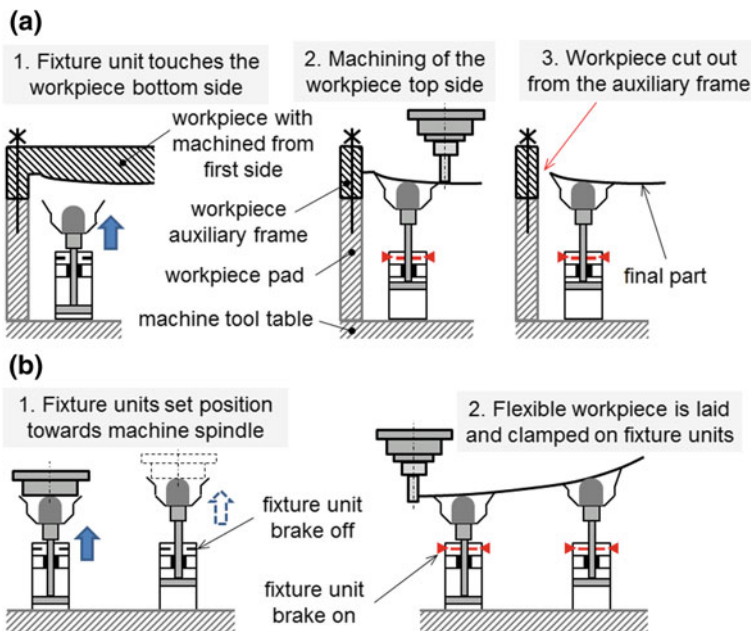 (a)
1. Fixture unit touches the
workpiece bottom side
2. Machining of the
workpiece top side
3. Workpiece cut out
from the auxiliary frame
workpiece with
machined from
first side
workpiece
auxiliary frame
workpiece pad
machine tool table
final part
(b)
1. Fixture units set position
towards machine spindle
2. Flexible workpiece is laid
and clamped on fixture units
fixture unit
brake off
fixture unit
brake on